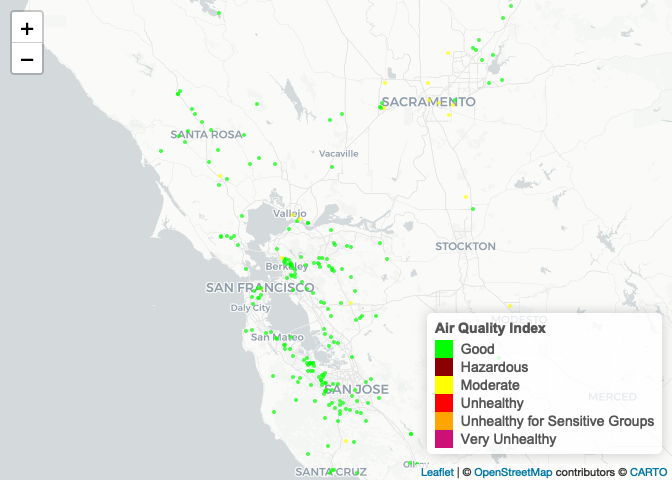 +
−
SACRAMENTO
SANTA ROSA
Vacaville
Vallejo
STOCKTON
Berkeley
SAN FRANCISCO
Daly City
MODESTO
San Mateo
SAN JOSE
MERCED
SANTA CRUZ
Air Quality Index
Good
Hazardous
Moderate
Unhealthy
Unhealthy for Sensitive Groups
Very Unhealthy
Leaflet | © OpenStreetMap contributors © CARTO